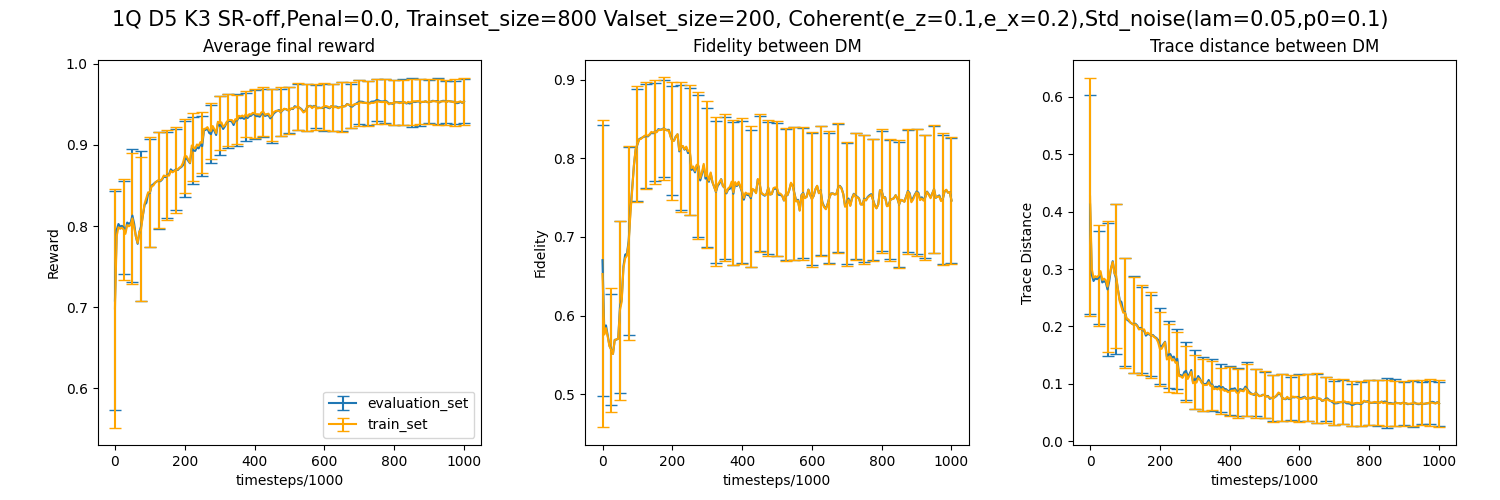 1Q D5 K3 SR-off,Penal=0.0, Trainset_size=800 Valset_size=200, Coherent(e_z=0.1,e_x=0.2),Std_noise(lam=0.05,p0=0.1)
Average final reward
Reward
1.0
0.9
0.8
0.7
0.6
0 200 400 600 800 1000
timesteps/1000
evaluation_set
train_set
Fidelity between DM
Fidelity
0.9
0.8
0.7
0.6
0.5
0 200 400 600 800 1000
timesteps/1000
Trace distance between DM
Trace Distance
0.6
0.5
0.4
0.3
0.2
0.1
0.0
0 200 400 600 800 1000
timesteps/1000